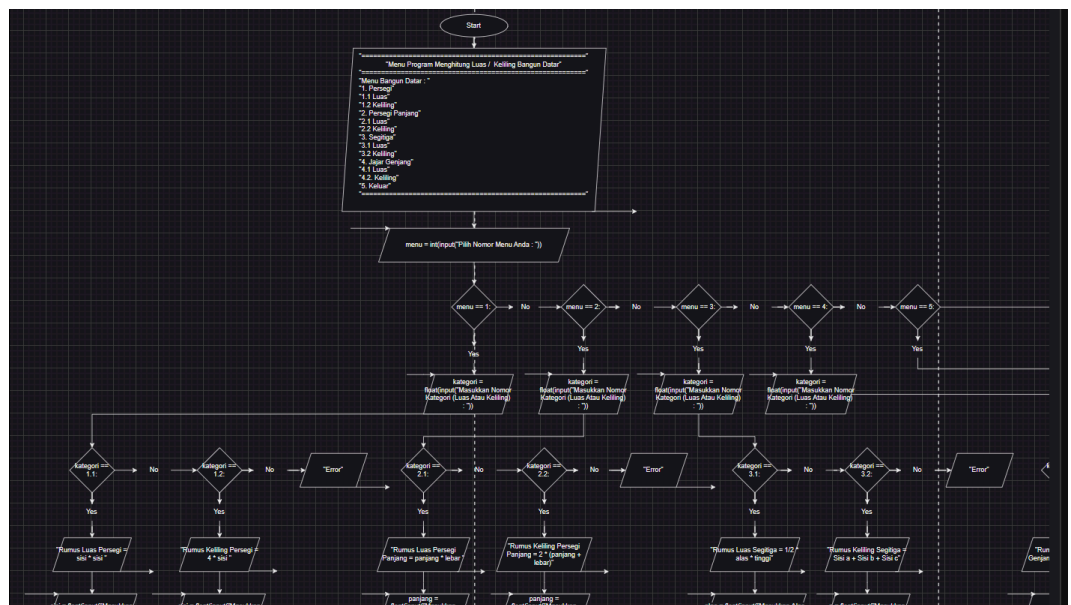 Start
"=========================================================="
"Menu Program Menghitung Luas / Keliling Bangun Datar"
"=========================================================="
"Menu Bangun Datar : "
"1. Persegi"
"1.1 Luas"
"1.2 Keliling"
"2. Persegi Panjang"
"2.1 Luas"
"2.2 Keliling"
"3. Segitiga"
"3.1 Luas"
"3.2 Keliling"
"4. Jajar Genjang"
"4.1 Luas"
"4.2. Keliling"
"5. Keluar"
"=========================================================="
menu = int(input("Pilih Nomor Menu Anda : "))
menu == 1:
No
menu == 2:
No
menu == 3:
No
menu == 4:
No
menu == 5:
Yes
Yes
Yes
Yes
Yes
kategori =
float(input("Masukkan Nomor
Kategori (Luas Atau Keliling)
: "))
kategori =
float(input("Masukkan Nomor
Kategori (Luas Atau Keliling)
: "))
kategori =
float(input("Masukkan Nomor
Kategori (Luas Atau Keliling)
: "))
kategori =
float(input("Masukkan Nomor
Kategori (Luas Atau Keliling)
: "))
kategori ==
1.1:
No
kategori ==
1.2:
No
"Error"
kategori ==
2.1:
No
kategori ==
2.2:
No
"Error"
kategori ==
3.1:
No
kategori ==
3.2:
No
"Error"
Yes
Yes
Yes
Yes
Yes
Yes
"Rumus Luas Persegi =
sisi * sisi "
"Rumus Keliling Persegi =
4 * sisi "
"Rumus Luas Persegi
Panjang = panjang * lebar "
"Rumus Keliling Persegi
Panjang = 2 * (panjang +
lebar)"
"Rumus Luas Segitiga = 1/2 *
alas * tinggi"
"Rumus Keliling Segitiga =
Sisi a + Sisi b + Sisi c"
"Rum
Genjan
panjang =
panjang =